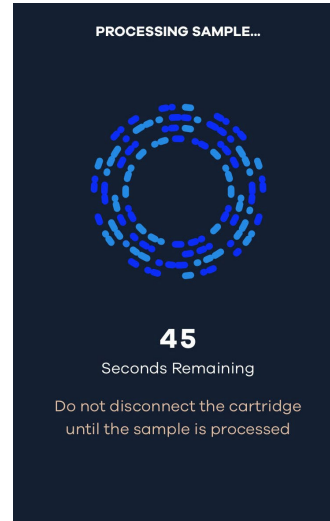 PROCESSING SAMPLE...
45
Seconds Remaining
Do not disconnect the cartridge
until the sample is processed